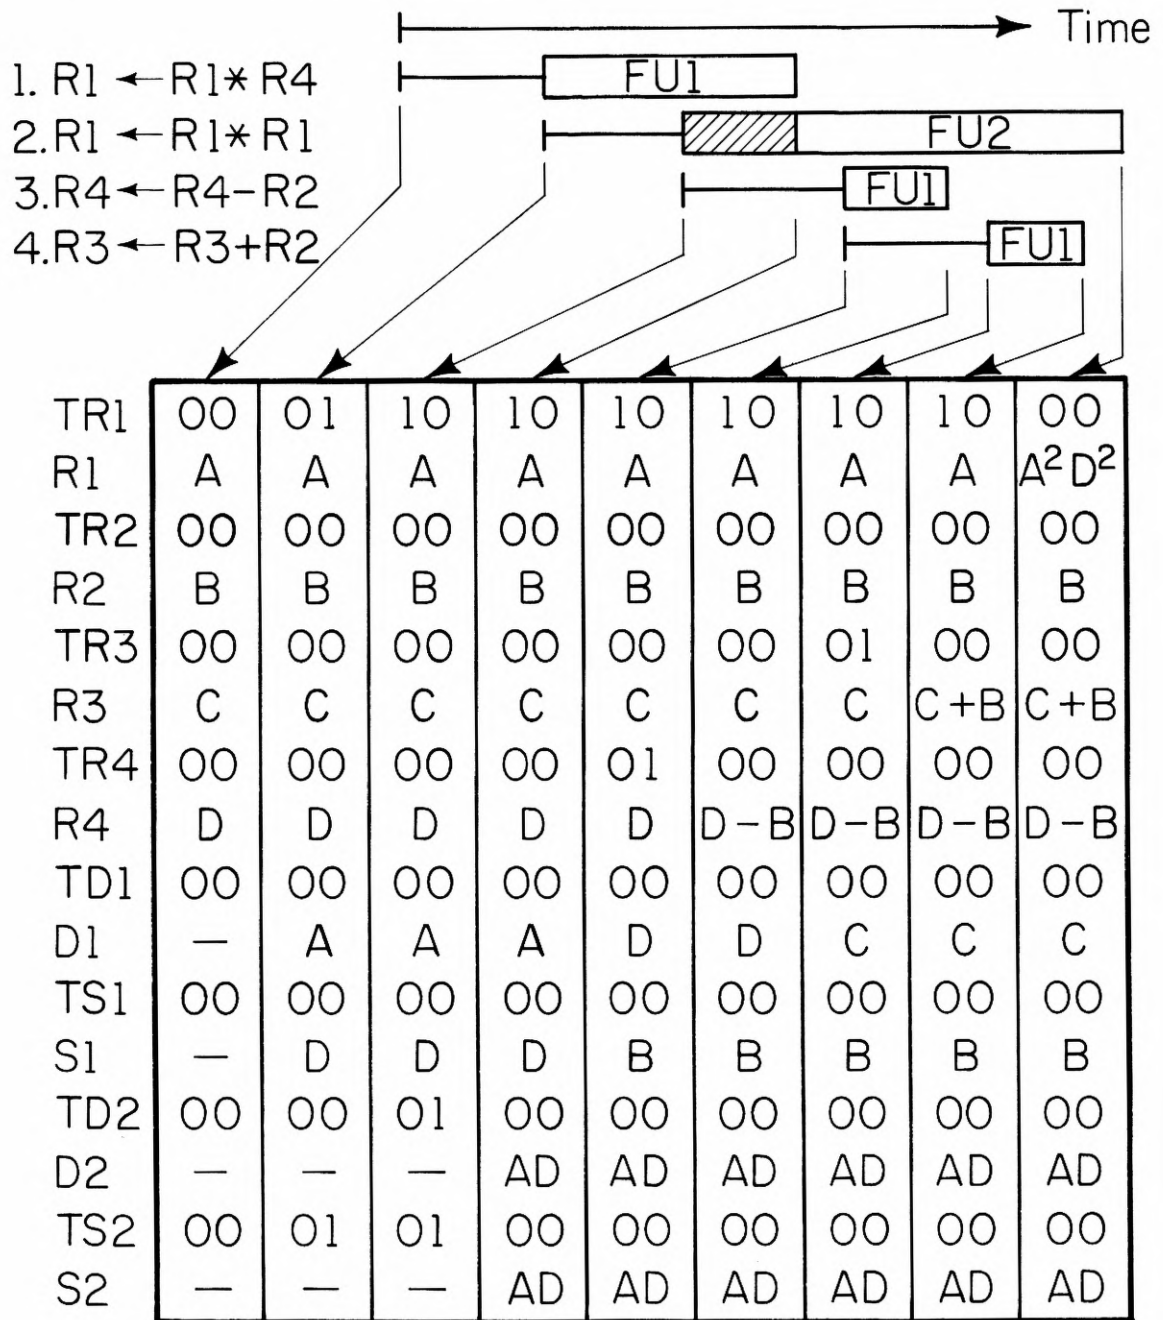 Time
1. R1 ← R1* R4 FU1
2.R1 ← R1* R1 FU2
3.R4 ← R4-R2 FU1
4.R3 ← R3+R2 FU1
TR1 00 01 10 10 10 10 10 10 00
R1 A A A A A A A A A² D²
TR2 00 00 00 00 00 00 00 00 00
R2 B B B B B B B B B
TR3 00 00 00 00 00 00 01 00 00
R3 C C C C C C C C+B C+B
TR4 00 00 00 00 01 00 00 00 00
R4 D D D D D D-B D-B D-B D-B
TD1 00 00 00 00 00 00 00 00 00
D1 — A A A D D C C C
TS1 00 00 00 00 00 00 00 00 00
S1 — D D D B B B B B
TD2 00 00 01 00 00 00 00 00 00
D2 — — — AD AD AD AD AD AD
TS2 00 01 01 00 00 00 00 00 00
S2 — — — AD AD AD AD AD AD